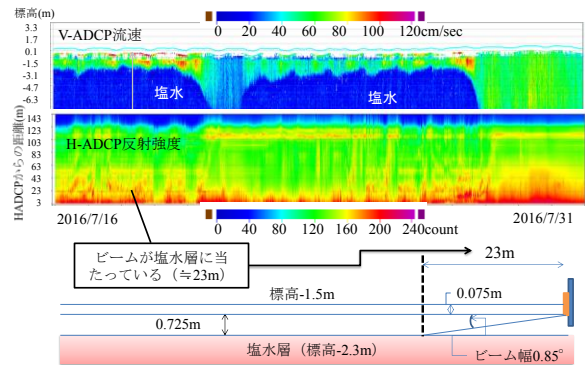 標高(m)
0 20 40 60 80 100 120cm/sec
3.3
1.7
0.1
-1.5
-3.1
-4.7
-6.3
V-ADCP流速
塩水
塩水
HADCPからの距離(m)
143
123
103
83
63
43
23
3
H-ADCP反射強度
2016/7/16
0 40 80 120 160 200 240count
2016/7/31
ビームが塩水層に当
たっている（≒23m）
23m
標高-1.5m
0.075m
0.725m
塩水層（標高-2.3m）
ビーム幅0.85°